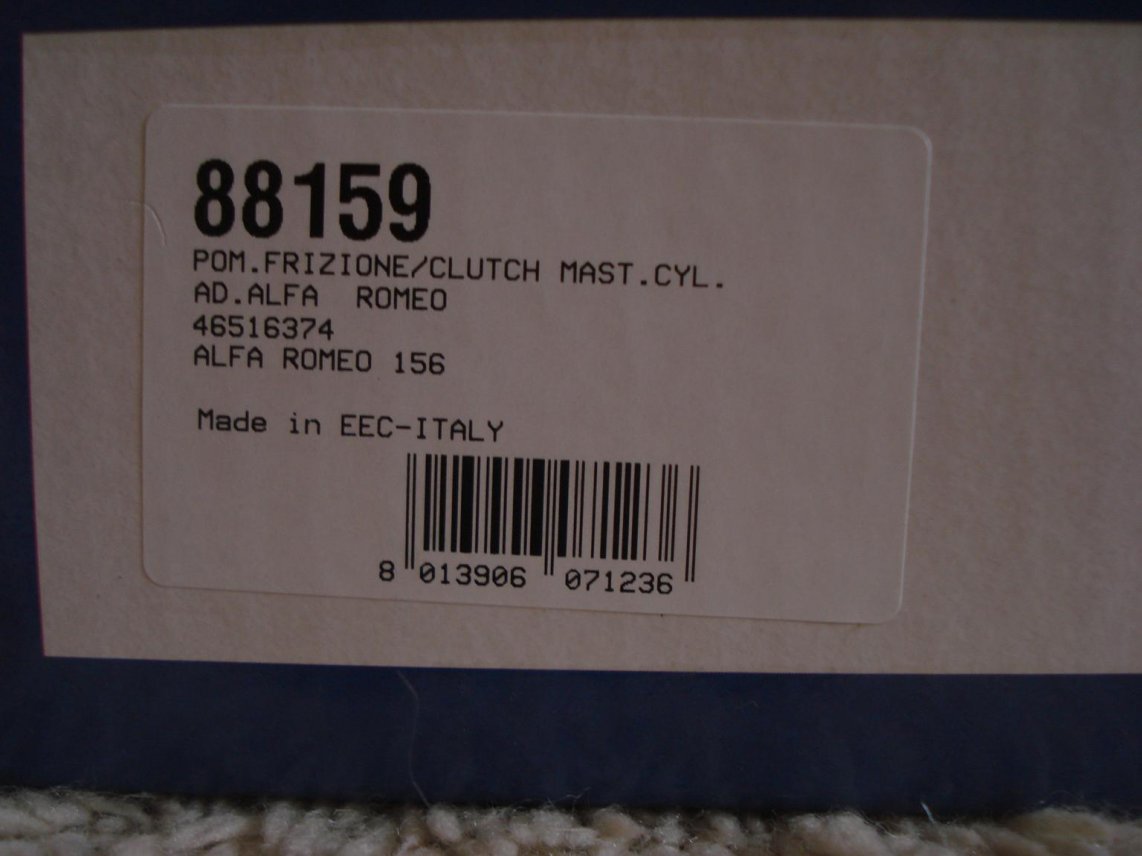 88159
POM.FRIZIONE/CLUTCH MAST.CYL.
AD.ALFA ROMEO
46516374
ALFA ROMEO 156
Made in EEC-ITALY
8 013906 071236